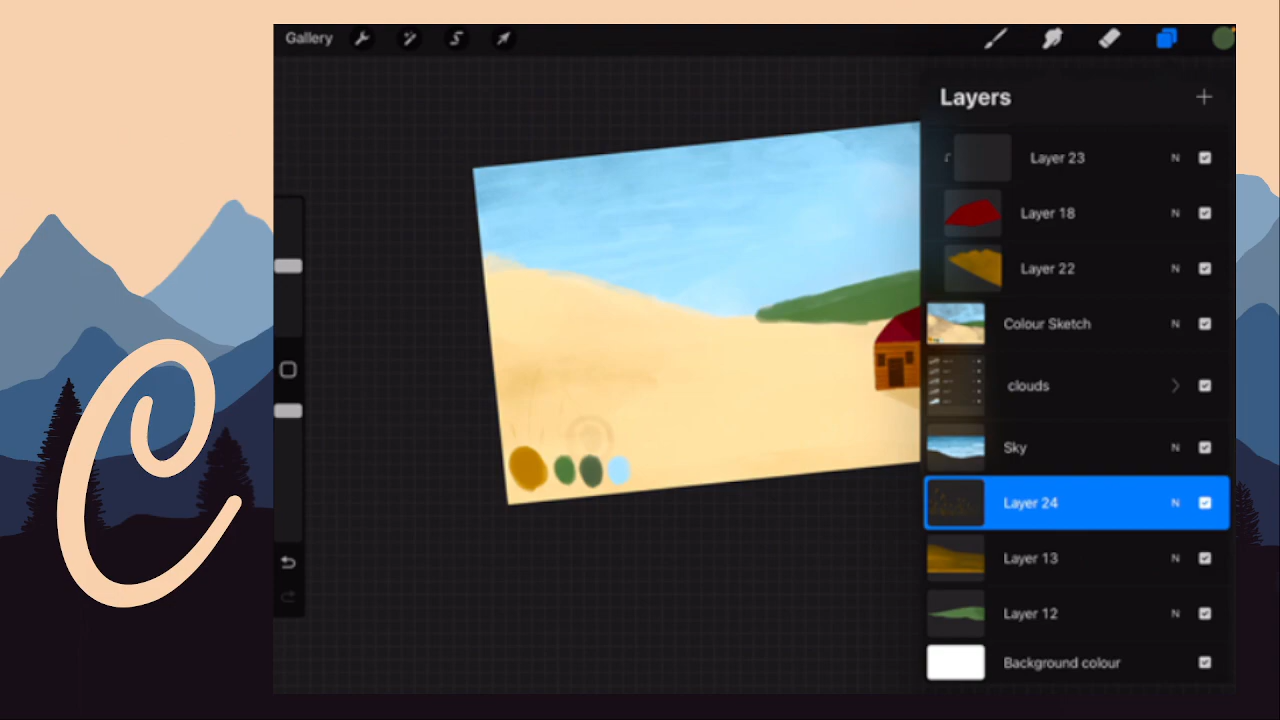 Gallery
Layers
Layer 23 N
Layer 18 N
Layer 22 N
Colour Sketch N
clouds
Sky N
Layer 24 N
Layer 13 N
Layer 12 N
Background colour
C